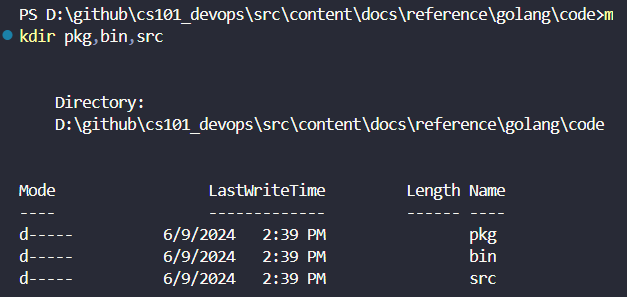 PS D:\github\cs101_devops\src\content\docs\reference\golang\code>m
kdir pkg,bin,src
Directory:
D:\github\cs101_devops\src\content\docs\reference\golang\code
Mode LastWriteTime Length Name
---- ------------- ------ ----
d----- 6/9/2024 2:39 PM pkg
d----- 6/9/2024 2:39 PM bin
d----- 6/9/2024 2:39 PM src